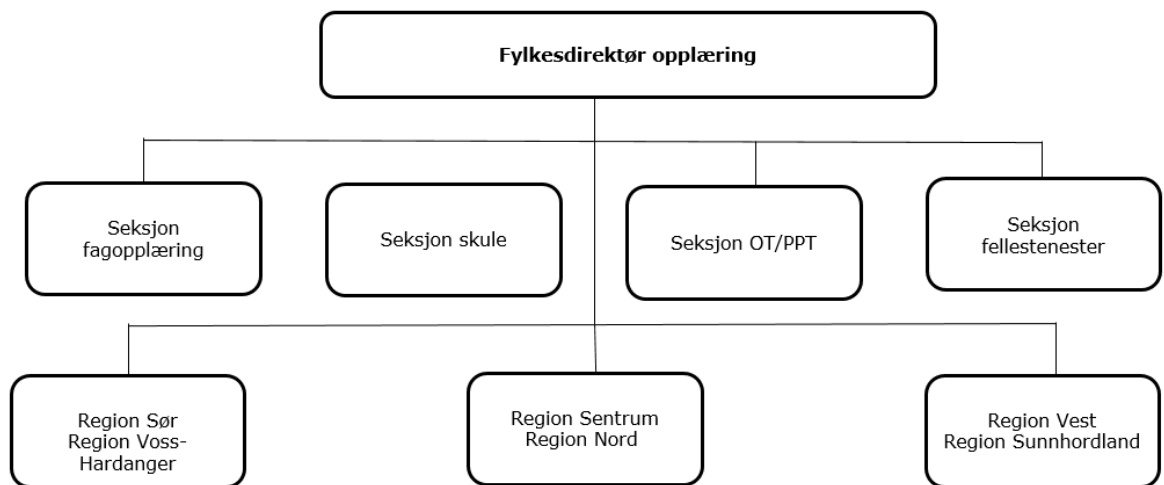 Fylkesdirektør opplæring
Seksjon
fagopplæring
Seksjon skule
Seksjon OT/PPT
Seksjon
fellestenester
Region Sør
Region Voss-
Hardanger
Region Sentrum
Region Nord
Region Vest
Region Sunnhordland